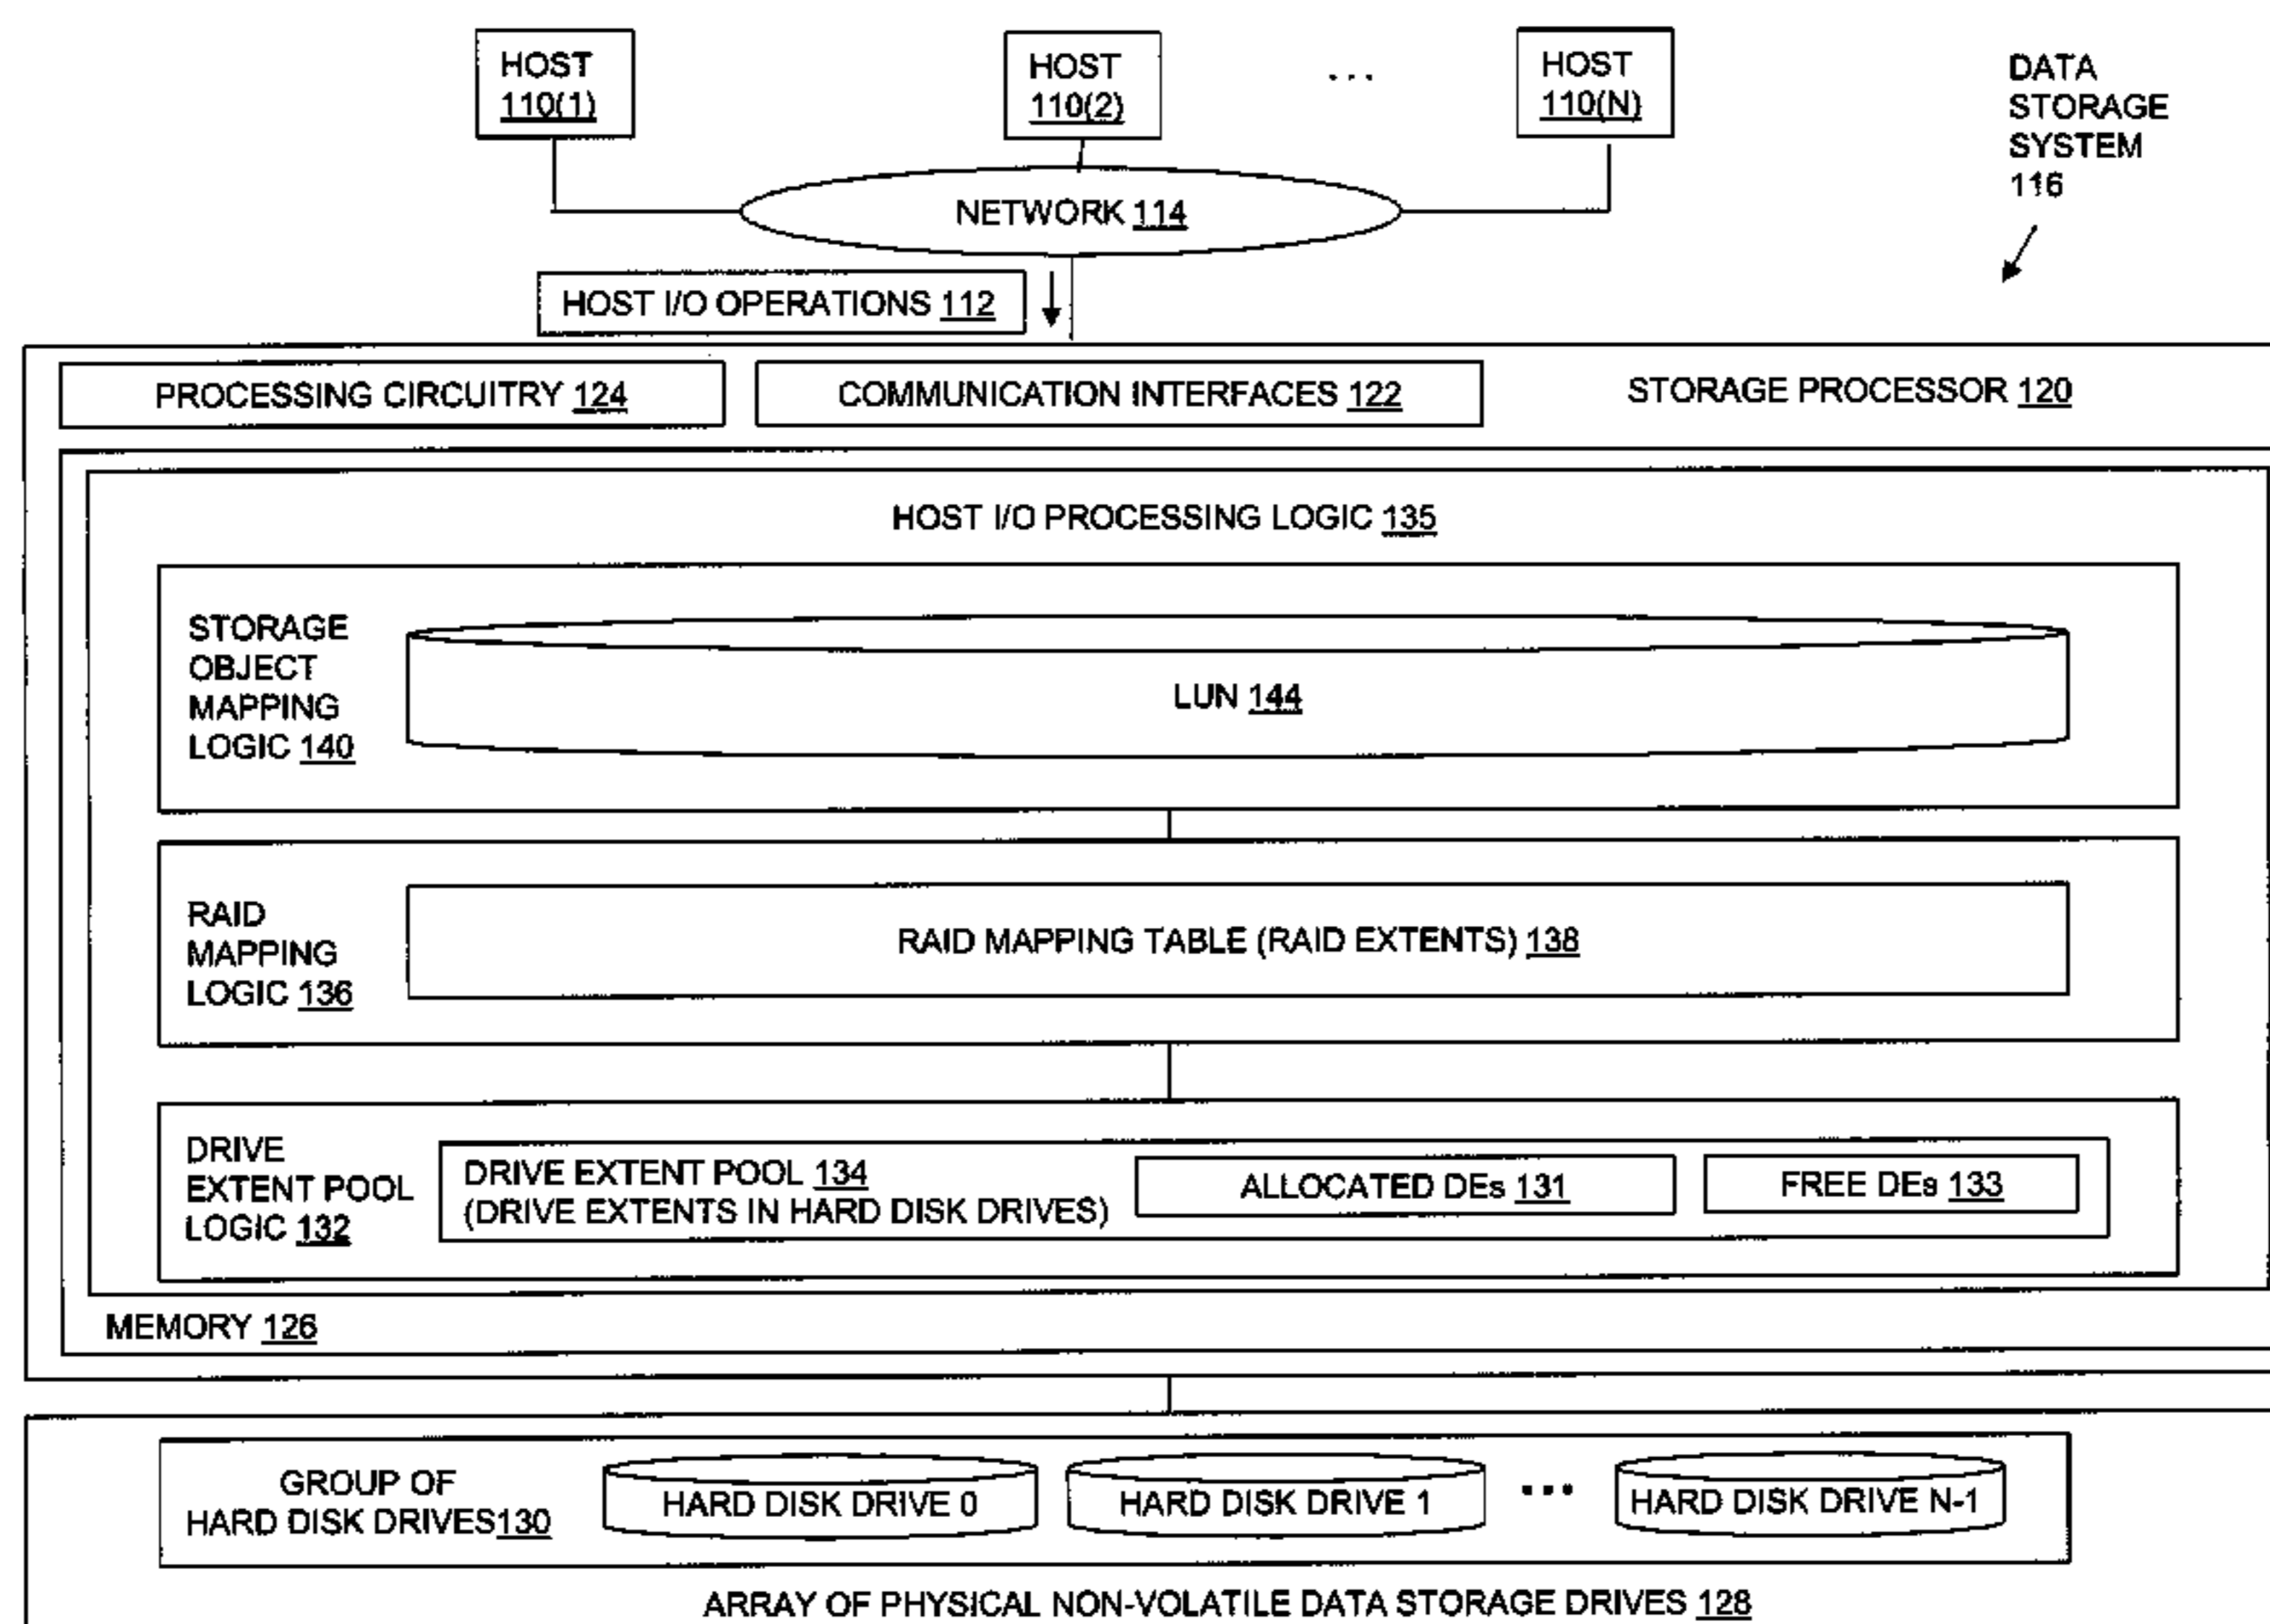 HOST
110(1)
HOST
110(2)
...
HOST
110(N)
DATA
STORAGE
SYSTEM
116
NETWORK 114
HOST I/O OPERATIONS 112
PROCESSING CIRCUITRY 124
COMMUNICATION INTERFACES 122
STORAGE PROCESSOR 120
HOST I/O PROCESSING LOGIC 135
STORAGE
OBJECT
MAPPING
LOGIC 140
LUN 144
RAID
MAPPING
LOGIC 136
RAID MAPPING TABLE (RAID EXTENTS) 138
DRIVE
EXTENT POOL
LOGIC 132
DRIVE EXTENT POOL 134
(DRIVE EXTENTS IN HARD DISK DRIVES)
ALLOCATED DEs 131
FREE DEs 133
MEMORY 126
GROUP OF
HARD DISK DRIVES130
HARD DISK DRIVE 0
HARD DISK DRIVE 1
...
HARD DISK DRIVE N-1
ARRAY OF PHYSICAL NON-VOLATILE DATA STORAGE DRIVES 128